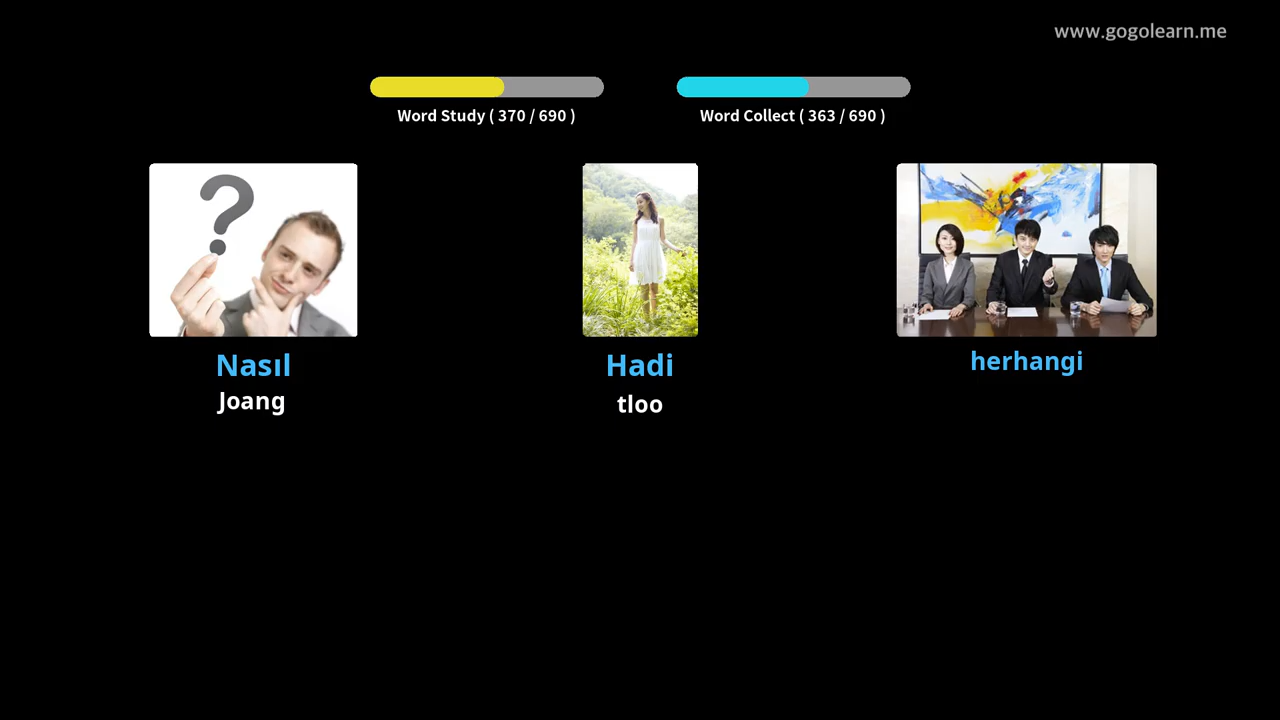 www.gogolearn.me
Word Study ( 370 / 690 )
Word Collect ( 363 / 690 )
Nasıl
Joang
Hadi
tloo
herhangi